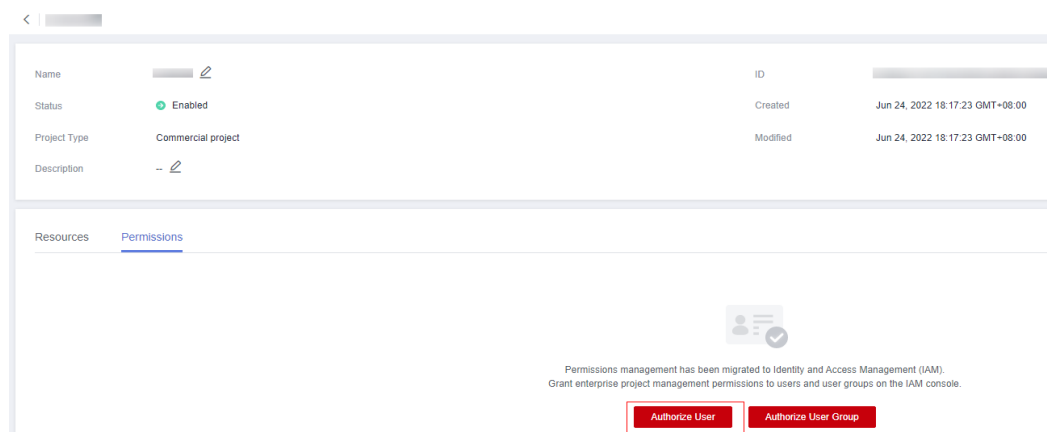 Name
ID
Status Enabled
Created Jun 24, 2022 18:17:23 GMT+08:00
Project Type Commercial project
Modified Jun 24, 2022 18:17:23 GMT+08:00
Description --
Resources Permissions
Permissions management has been migrated to Identity and Access Management (IAM).
Grant enterprise project management permissions to users and user groups on the IAM console.
Authorize User Authorize User Group